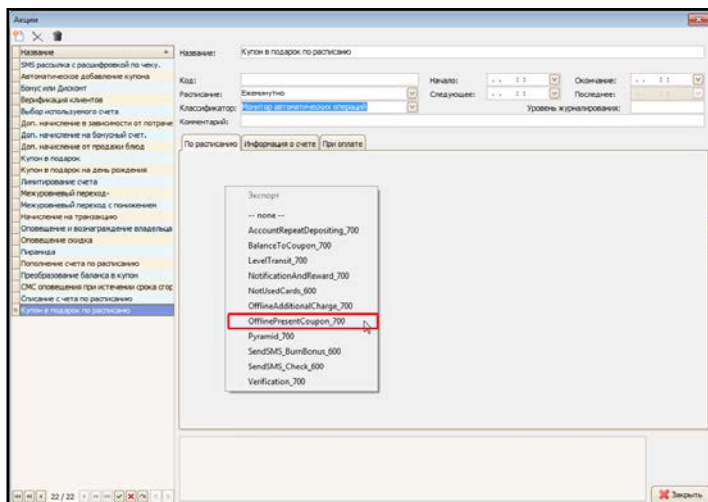 Акции
Название
SMS рассылка с расшифровкой по чеку.
Автоматическое добавление купона
Бонус или Дисконт
Верификация клиентов
Выбор используемого счета
Доп. начисление в зависимости от потраче
Доп. начисление на бонусный счет.
Доп. начисление от продажи блюд
Купон в подарок
Купон в подарок на день рождения
Лимитирование счета
Межуровневый переход-
Межуровневый переход с понижением
Начисление на транзакцию
Оповещение и вознаграждение владельца
Оповещение скидка
Пирамида
Пополнение счета по расписанию
Преобразование баланса в купон
СМС оповещения при истечении срока сгор
Списание с чета по расписанию
Купон в подарок по расписаню
22 / 22
Название: Купон в подарок по расписаню
Код: Начало: Окончание:
Расписание: Ежеминутно Следующее: Последнее:
Классификатор: Монитор автоматических операций Уровень журналирования:
Комментарий:
По расписанию Информация о счете При оплате
Экспорт
-- none --
AccountRepeatDepositing_700
BalanceToCoupon_700
LevelTransit_700
NotificationAndReward_700
NotUsedCards_600
OfflineAdditionalCharge_700
OfflinePresentCoupon_700
Pyramid_700
SendSMS_BurnBonus_600
SendSMS_Check_600
Verification_700
Закрыть